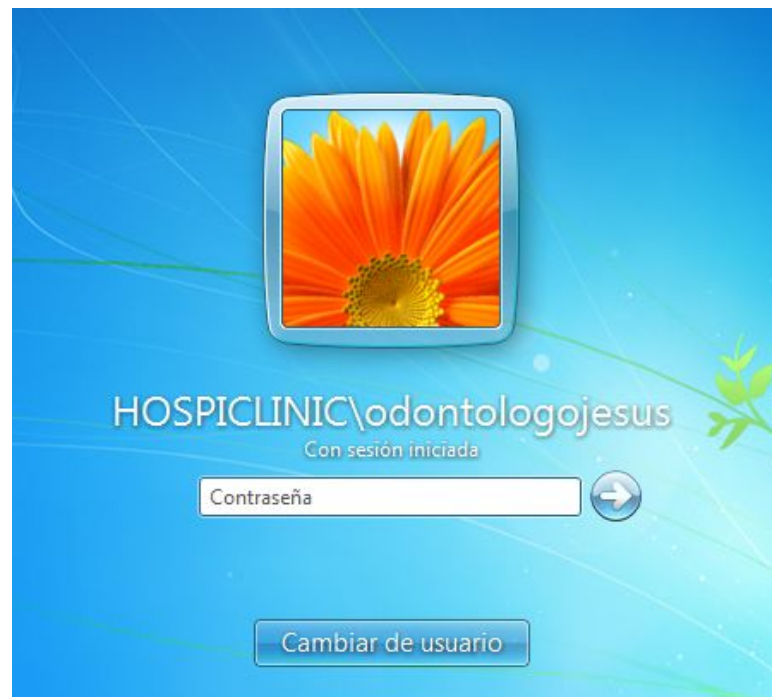 HOSPICLINIC\odontologojesus
Con sesión iniciada
Contraseña
Cambiar de usuario